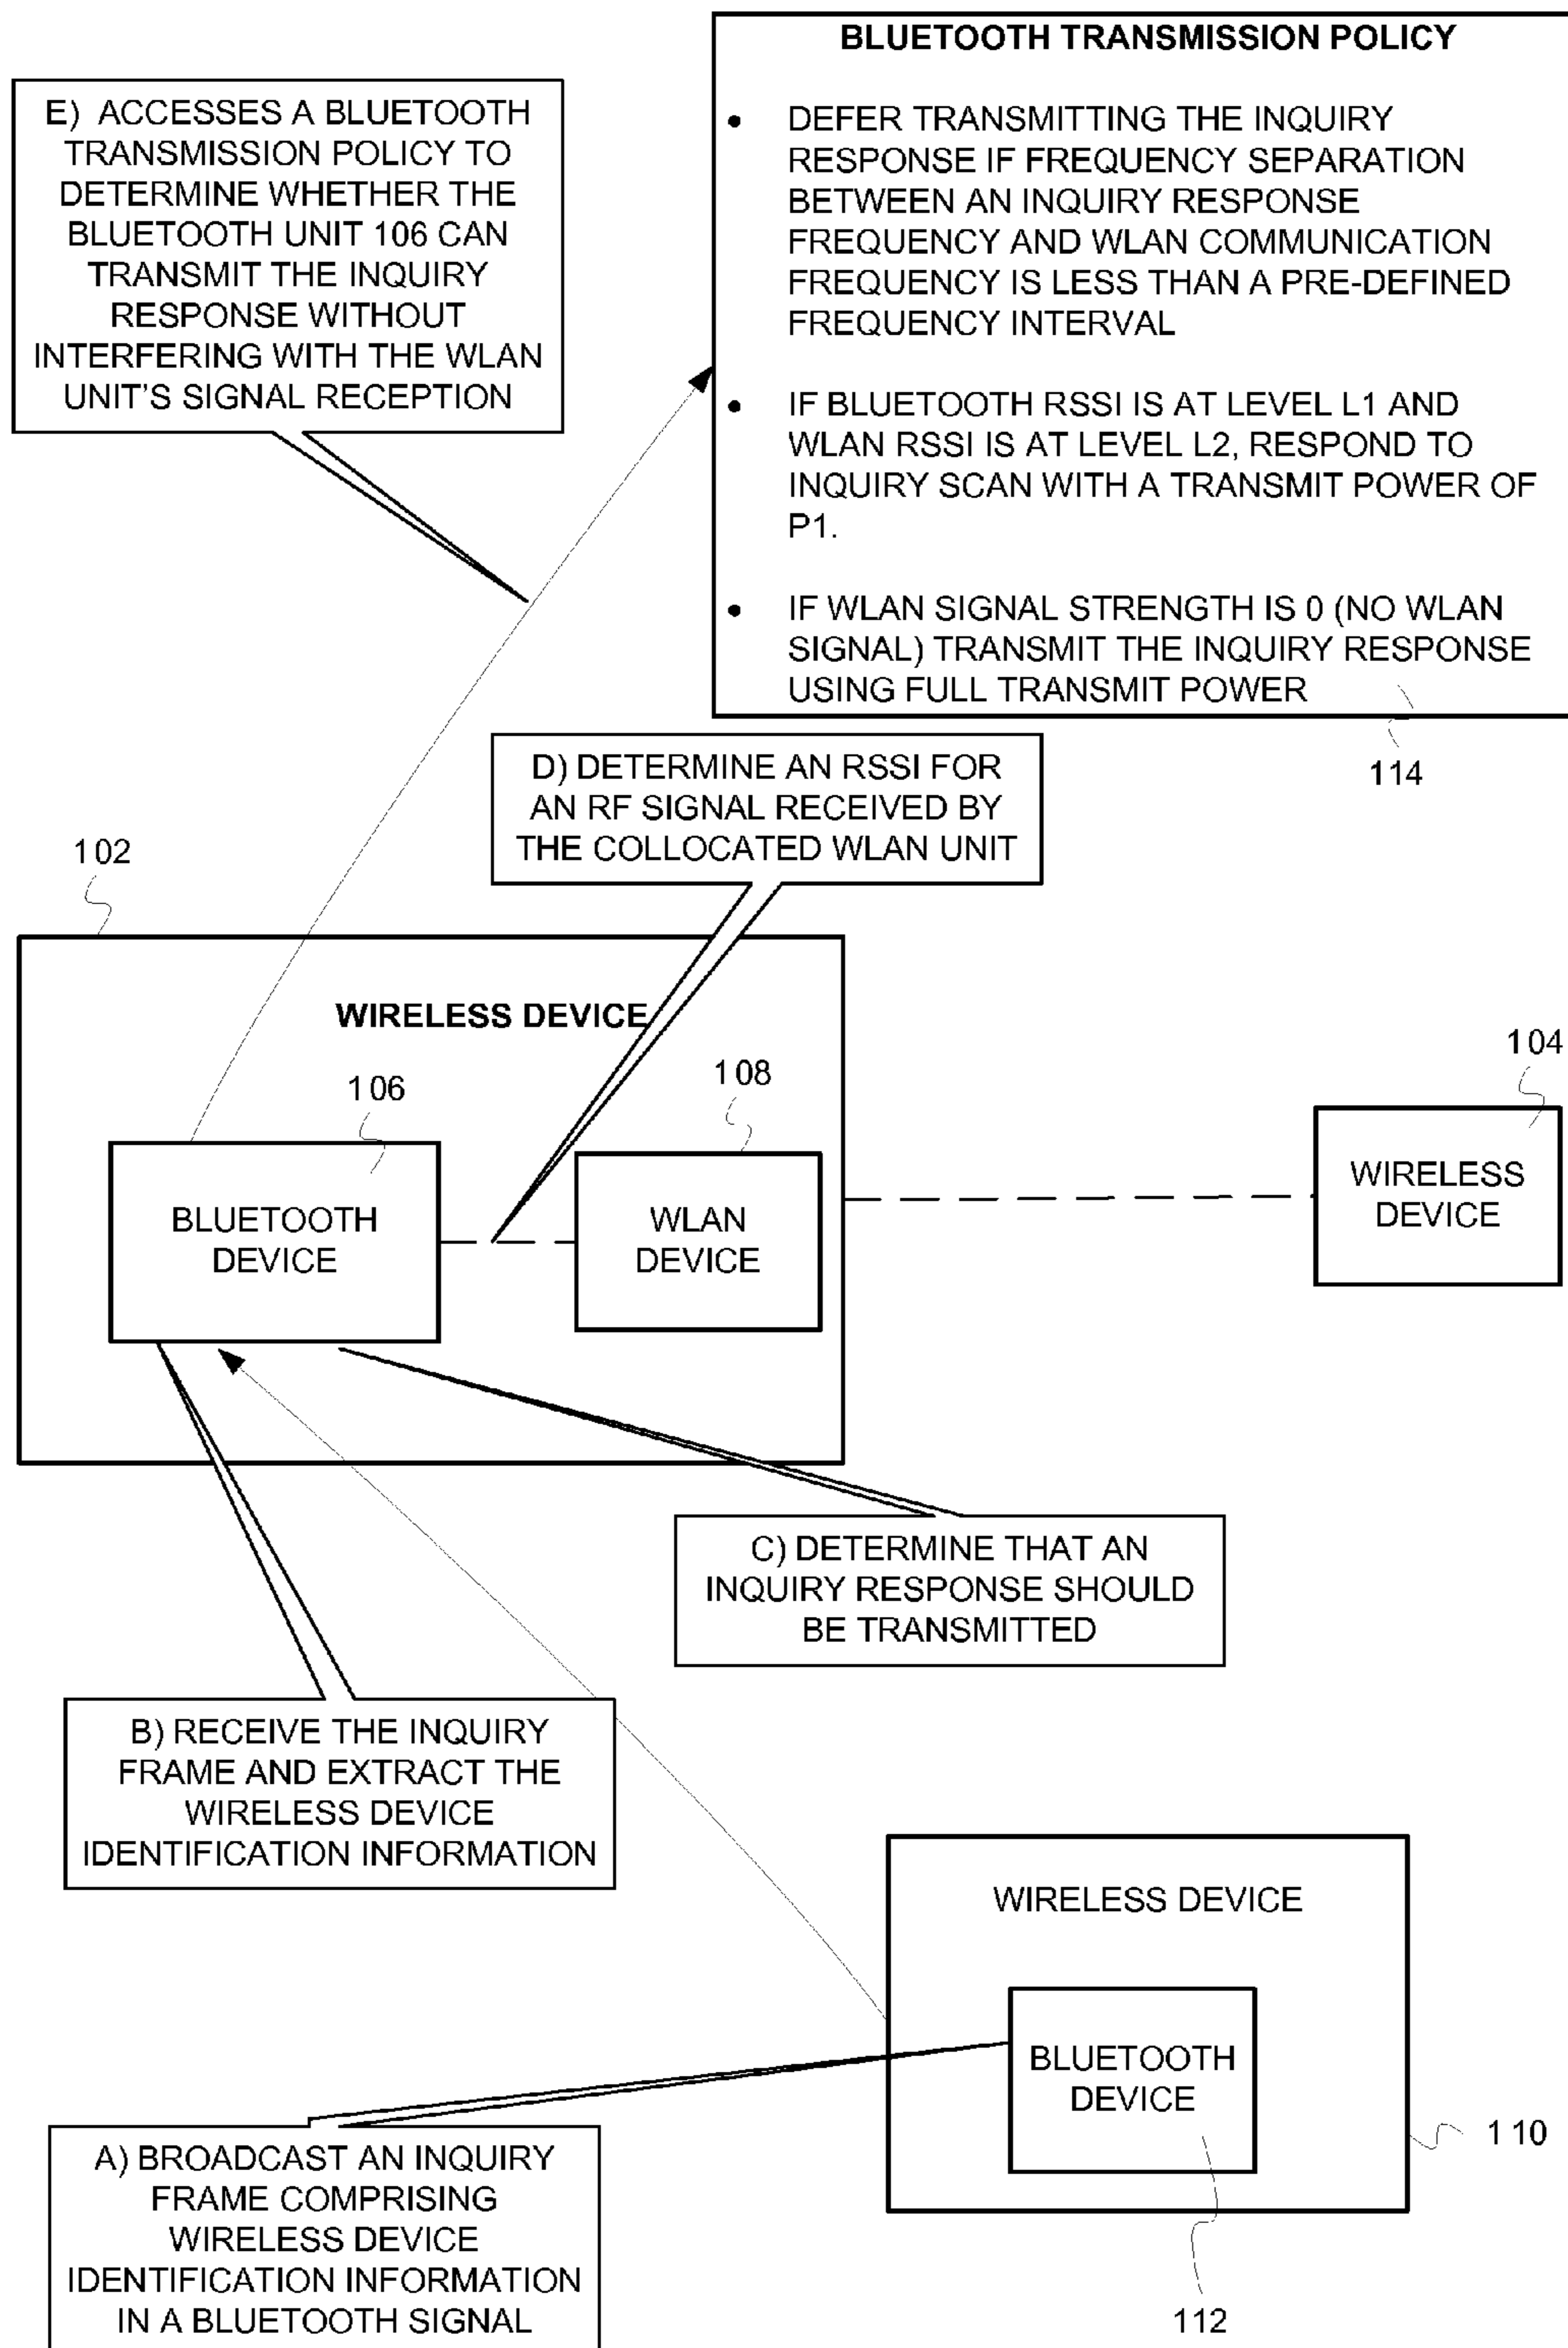 BLUETOOTH TRANSMISSION POLICY
• DEFER TRANSMITTING THE INQUIRY
RESPONSE IF FREQUENCY SEPARATION
BETWEEN AN INQUIRY RESPONSE
FREQUENCY AND WLAN COMMUNICATION
FREQUENCY IS LESS THAN A PRE-DEFINED
FREQUENCY INTERVAL
• IF BLUETOOTH RSSI IS AT LEVEL L1 AND
WLAN RSSI IS AT LEVEL L2, RESPOND TO
INQUIRY SCAN WITH A TRANSMIT POWER OF
P1.
• IF WLAN SIGNAL STRENGTH IS 0 (NO WLAN
SIGNAL) TRANSMIT THE INQUIRY RESPONSE
USING FULL TRANSMIT POWER
114
E) ACCESSES A BLUETOOTH
TRANSMISSION POLICY TO
DETERMINE WHETHER THE
BLUETOOTH UNIT 106 CAN
TRANSMIT THE INQUIRY
RESPONSE WITHOUT
INTERFERING WITH THE WLAN
UNIT'S SIGNAL RECEPTION
D) DETERMINE AN RSSI FOR
AN RF SIGNAL RECEIVED BY
THE COLLOCATED WLAN UNIT
102
WIRELESS DEVICE
106
108
104
BLUETOOTH
DEVICE
WLAN
DEVICE
WIRELESS
DEVICE
C) DETERMINE THAT AN
INQUIRY RESPONSE SHOULD
BE TRANSMITTED
B) RECEIVE THE INQUIRY
FRAME AND EXTRACT THE
WIRELESS DEVICE
IDENTIFICATION INFORMATION
WIRELESS DEVICE
BLUETOOTH
DEVICE
110
112
A) BROADCAST AN INQUIRY
FRAME COMPRISING
WIRELESS DEVICE
IDENTIFICATION INFORMATION
IN A BLUETOOTH SIGNAL